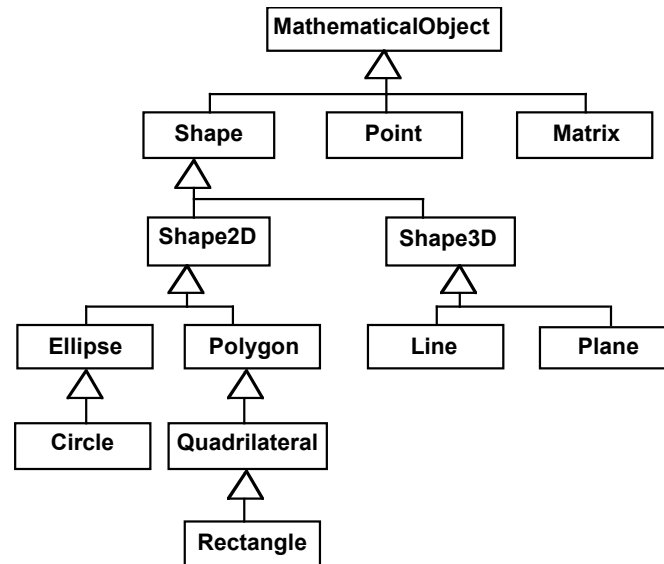 MathematicalObject
Shape
Point
Matrix
Shape2D
Shape3D
Ellipse
Polygon
Line
Plane
Circle
Quadrilateral
Rectangle